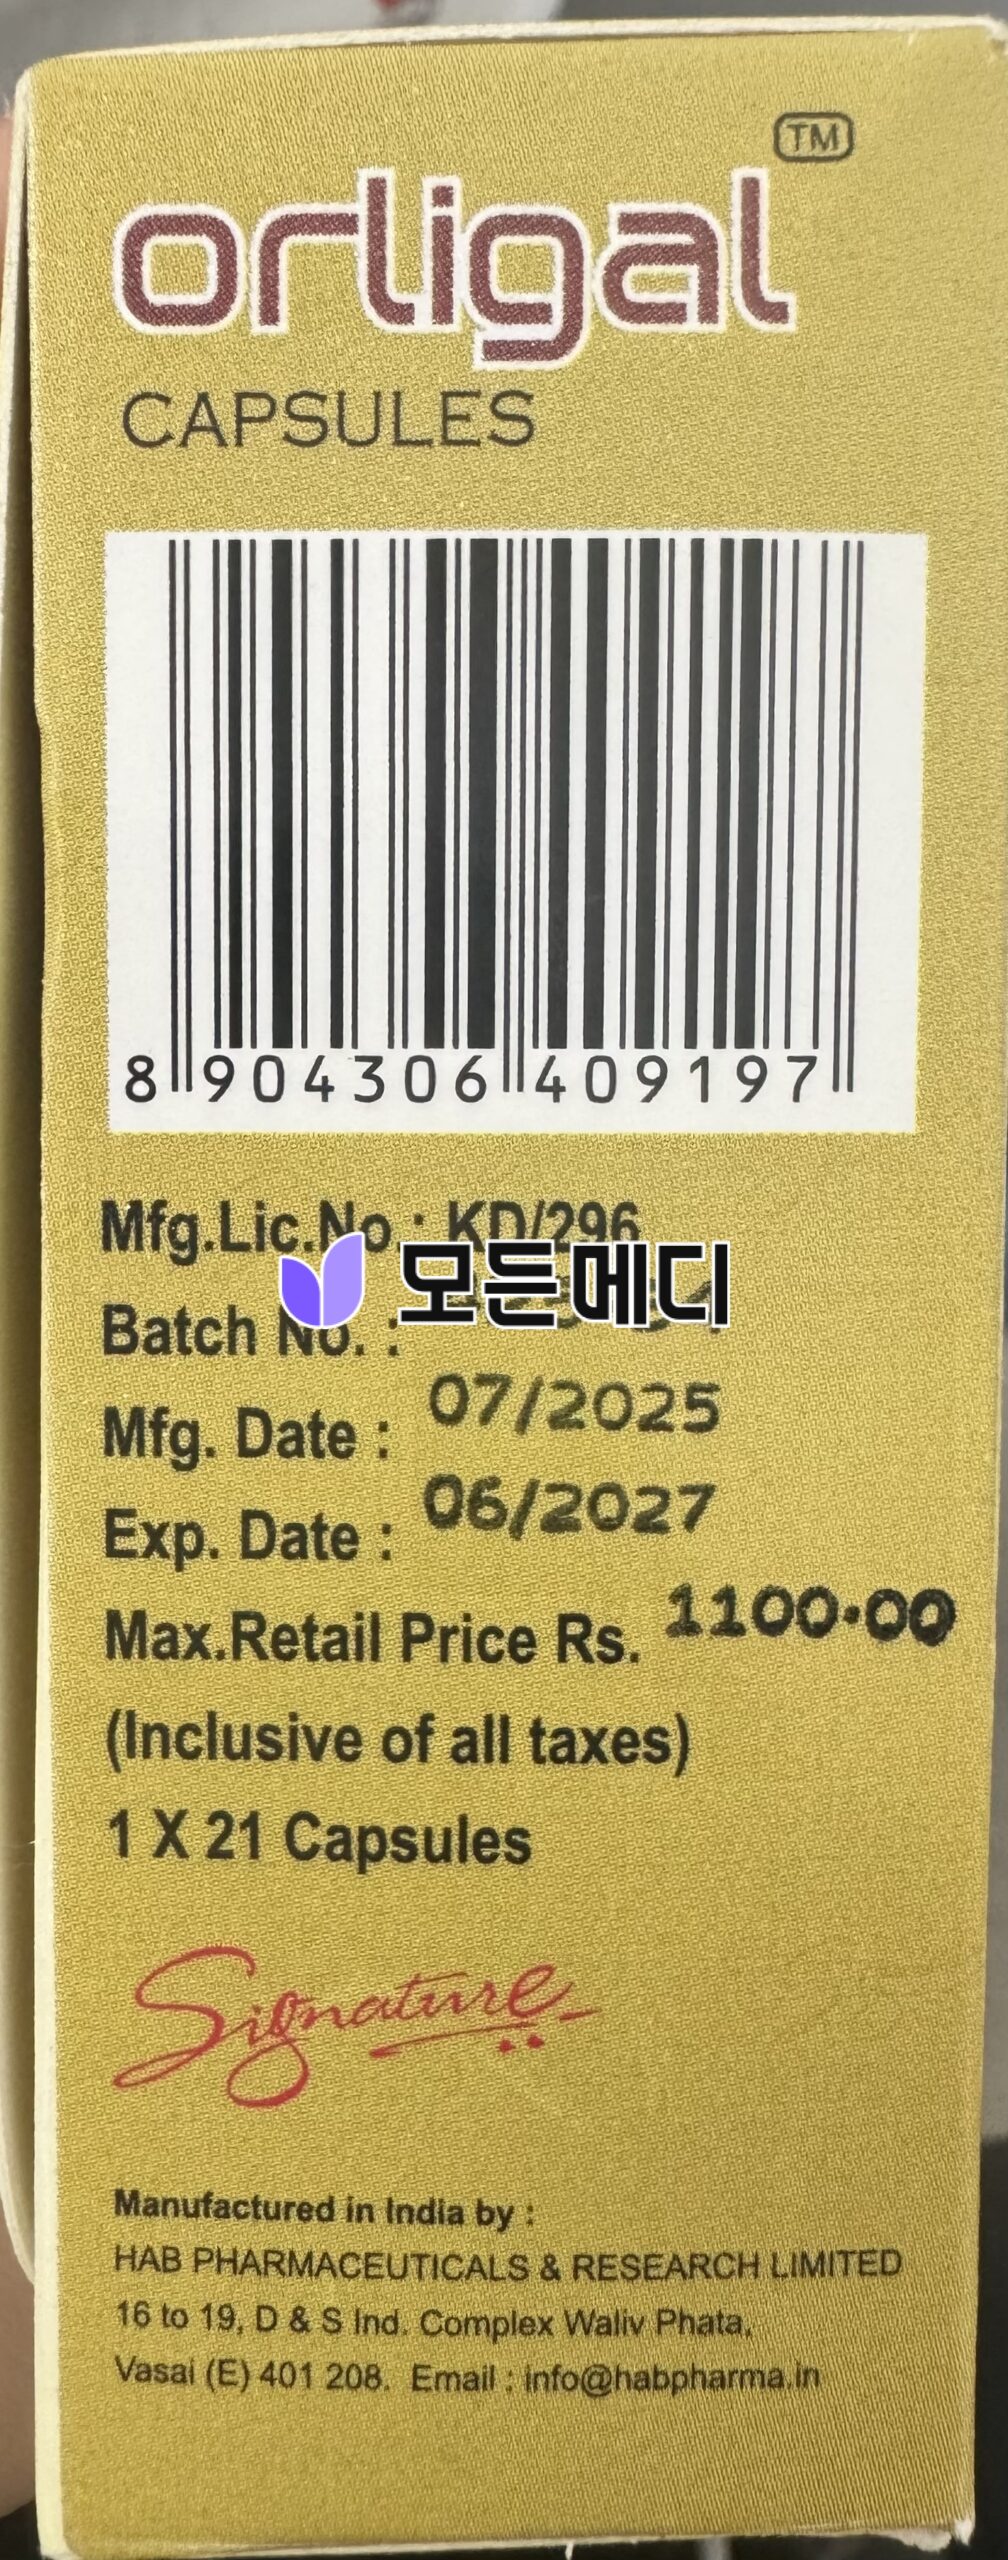 orligal TM
CAPSULES
8 904306 409197
Mfg.Lic.No.: KD/296
모든메디
Batch No. :
Mfg. Date : 07/2025
Exp. Date : 06/2027
Max.Retail Price Rs. 1100.00
(Inclusive of all taxes)
1 X 21 Capsules
Signature
Manufactured in India by :
HAB PHARMACEUTICALS & RESEARCH LIMITED
16 to 19, D & S Ind. Complex Waliv Phata,
Vasai (E) 401 208. Email : info@habpharma.in